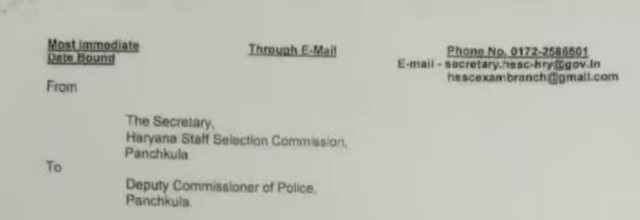 Most Immediate Through E-Mail Phone No. 0172-2586501
Date Bound E-mail - secretary.hssc-hry@gov.in
hsscexambranch@gmail.com
From
The Secretary,
Haryana Staff Selection Commission,
Panchkula
To
Deputy Commissioner of Police,
Panchkula